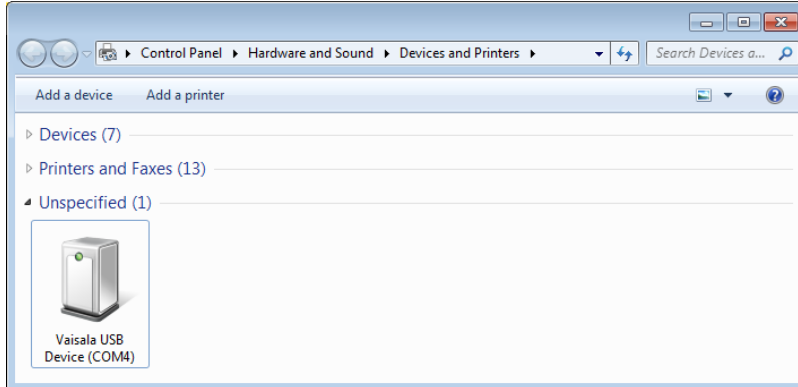 Control Panel ▸ Hardware and Sound ▸ Devices and Printers ▸ Search Devices a...
Add a device Add a printer
Devices (7)
Printers and Faxes (13)
Unspecified (1)
Vaisala USB
Device (COM4)